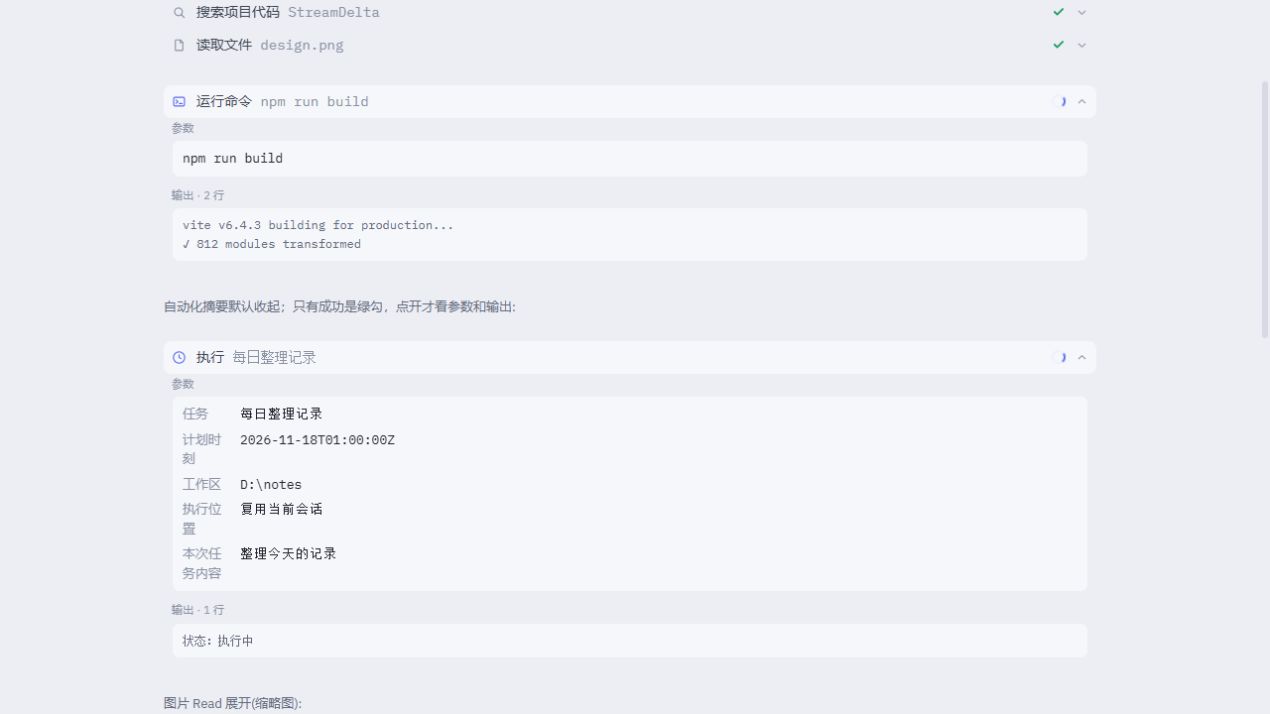 搜索项目代码 StreamDelta
读取文件 design.png
运行命令 npm run build
参数
npm run build
输出 · 2 行
vite v6.4.3 building for production...
✓ 812 modules transformed
自动化摘要默认收起；只有成功是绿勾，点开才看参数和输出:
执行 每日整理记录
参数
任务 每日整理记录
计划时 2026-11-18T01:00:00Z
刻
工作区 D:\notes
执行位 复用当前会话
置
本次任 整理今天的记录
务内容
输出 · 1 行
状态: 执行中
图片 Read 展开(缩略图):